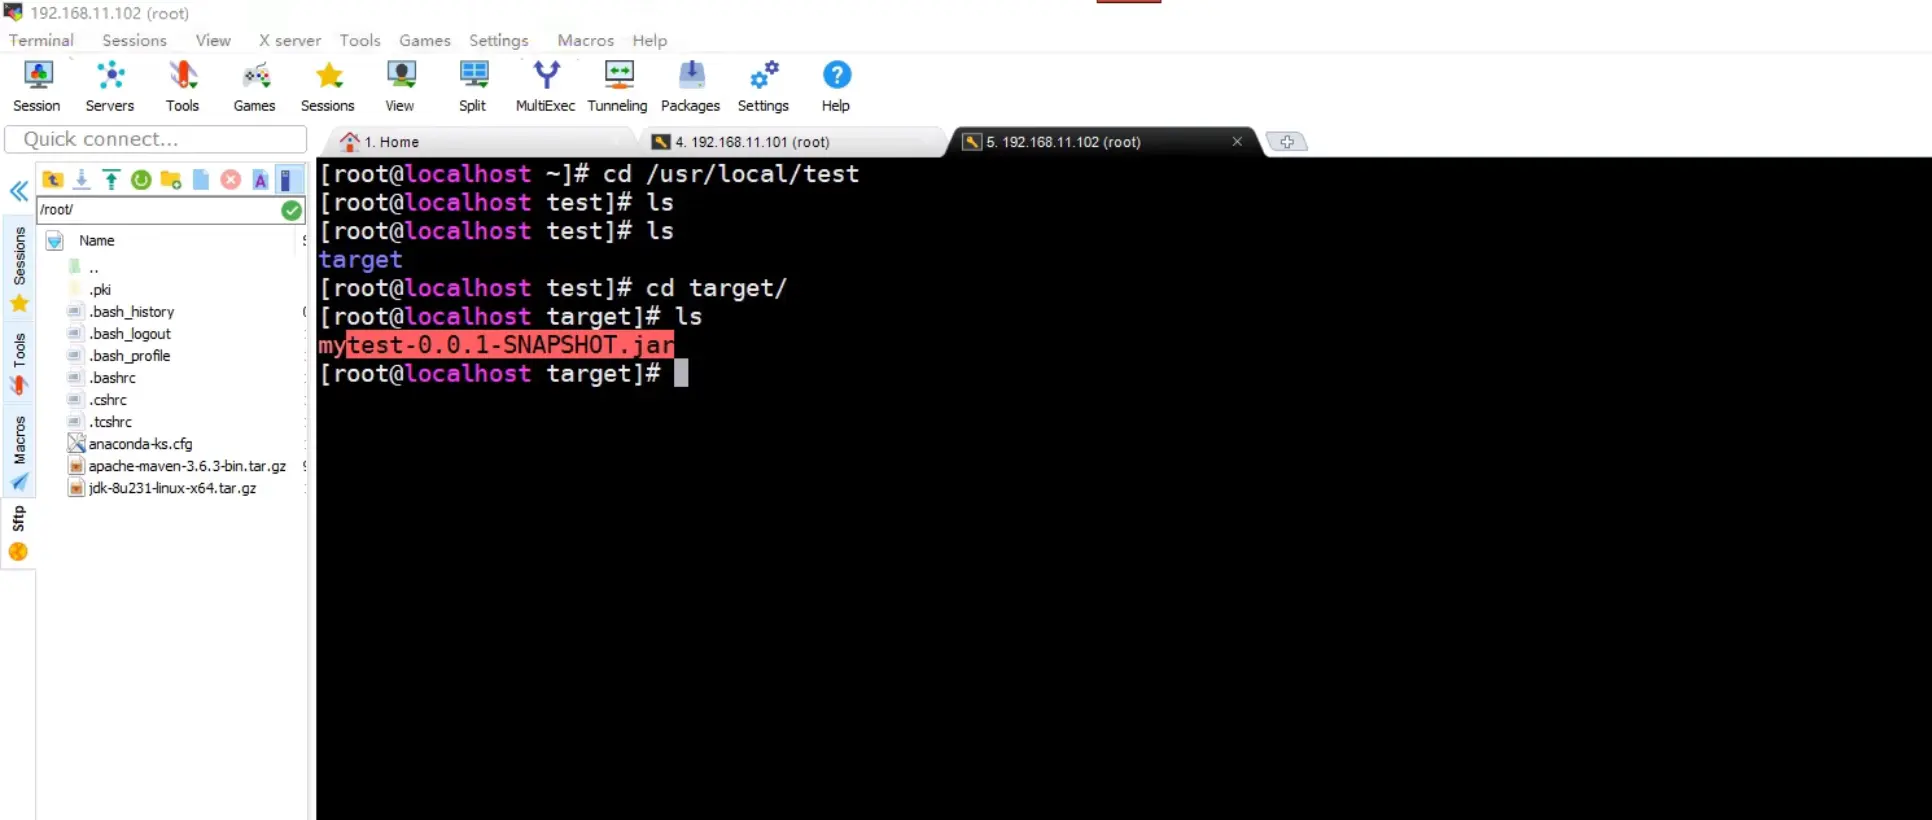 192.168.11.102 (root)
Terminal Sessions View X server Tools Games Settings Macros Help
Session Servers Tools Games Sessions View Split MultiExec Tunneling Packages Settings Help
Quick connect...
1. Home
4. 192.168.11.101 (root)
5. 192.168.11.102 (root)
/root/
Name
..
.pki
.bash_history
.bash_logout
.bash_profile
.bashrc
.cshrc
.tcshrc
anaconda-ks.cfg
apache-maven-3.6.3-bin.tar.gz
jdk-8u231-linux-x64.tar.gz
Sessions
Tools
Macros
Sftp
[root@localhost ~]# cd /usr/local/test
[root@localhost test]# ls
[root@localhost test]# ls
target
[root@localhost test]# cd target/
[root@localhost target]# ls
mytest-0.0.1-SNAPSHOT.jar
[root@localhost target]#